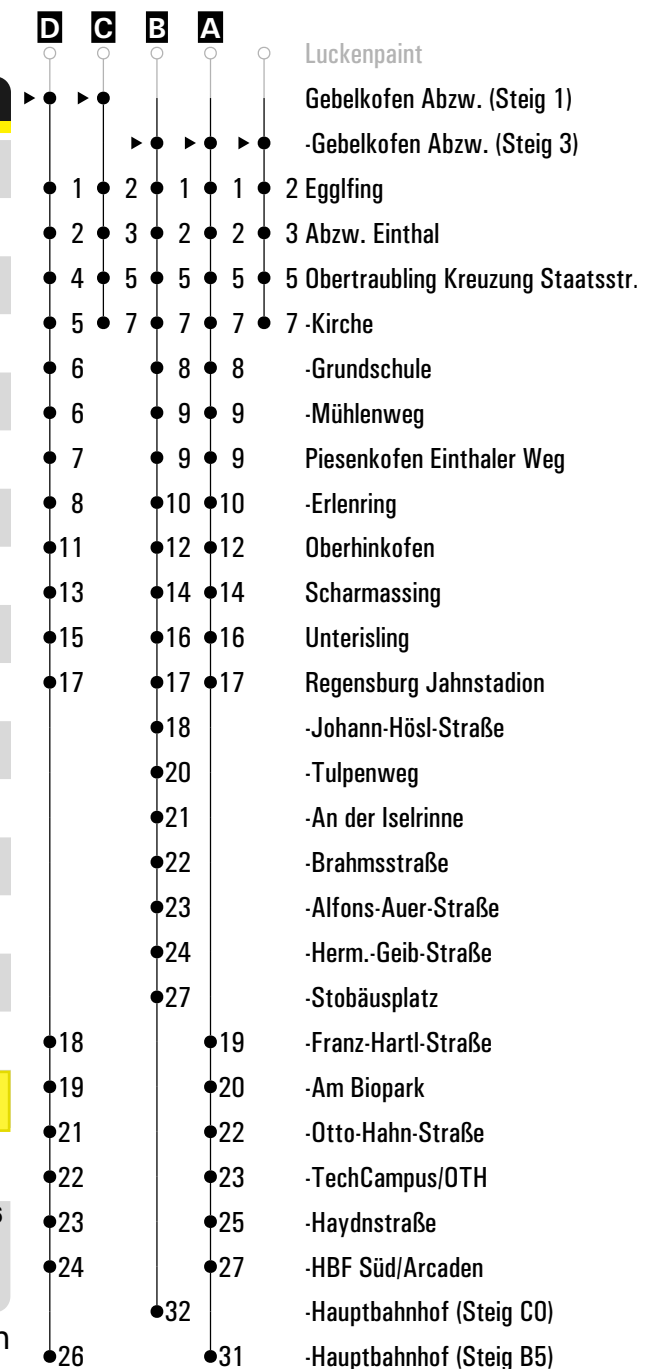 D C B A
Luckenpaint
Gebelkofen Abzw. (Steig 1)
-Gebelkofen Abzw. (Steig 3)
1 2 1 1 2 Egglfing
2 3 2 2 3 Abzw. Einthal
4 5 5 5 5 Obertraubling Kreuzung Staatsstr.
5 7 7 7 7 -Kirche
6 8 8 -Grundschule
6 9 9 -Mühlenweg
7 9 9 Piesenkofen Einthaler Weg
8 10 10 -Erlenring
11 12 12 Oberhinkofen
13 14 14 Scharmassing
15 16 16 Unterisling
17 17 17 Regensburg Jahnstadion
18 -Johann-Hösl-Straße
20 -Tulpenweg
21 -An der Iselrinne
22 -Brahmsstraße
23 -Alfons-Auer-Straße
24 -Herm.-Geib-Straße
27 -Stobäusplatz
18 19 -Franz-Hartl-Straße
19 20 -Am Biopark
21 22 -Otto-Hahn-Straße
22 23 -TechCampus/OTH
23 25 -Haydnstraße
24 27 -HBF Süd/Arcaden
32 -Hauptbahnhof (Steig C0)
26 31 -Hauptbahnhof (Steig B5)